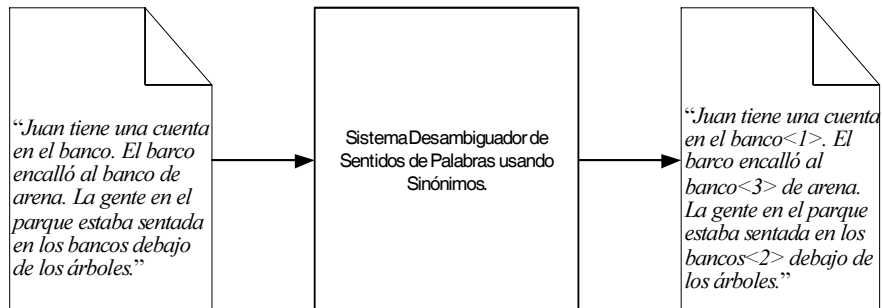 “Juan tiene una cuenta
en el banco. El barco
encalló al banco de
arena. La gente en el
parque estaba sentada
en los bancos debajo
de los árboles.”
Sistema Desambiguador de
Sentidos de Palabras usando
Sinónimos.
“Juan tiene una cuenta
en el banco<1>. El
barco encalló al
banco<3> de arena.
La gente en el parque
estaba sentada en los
bancos<2> debajo de
los árboles.”